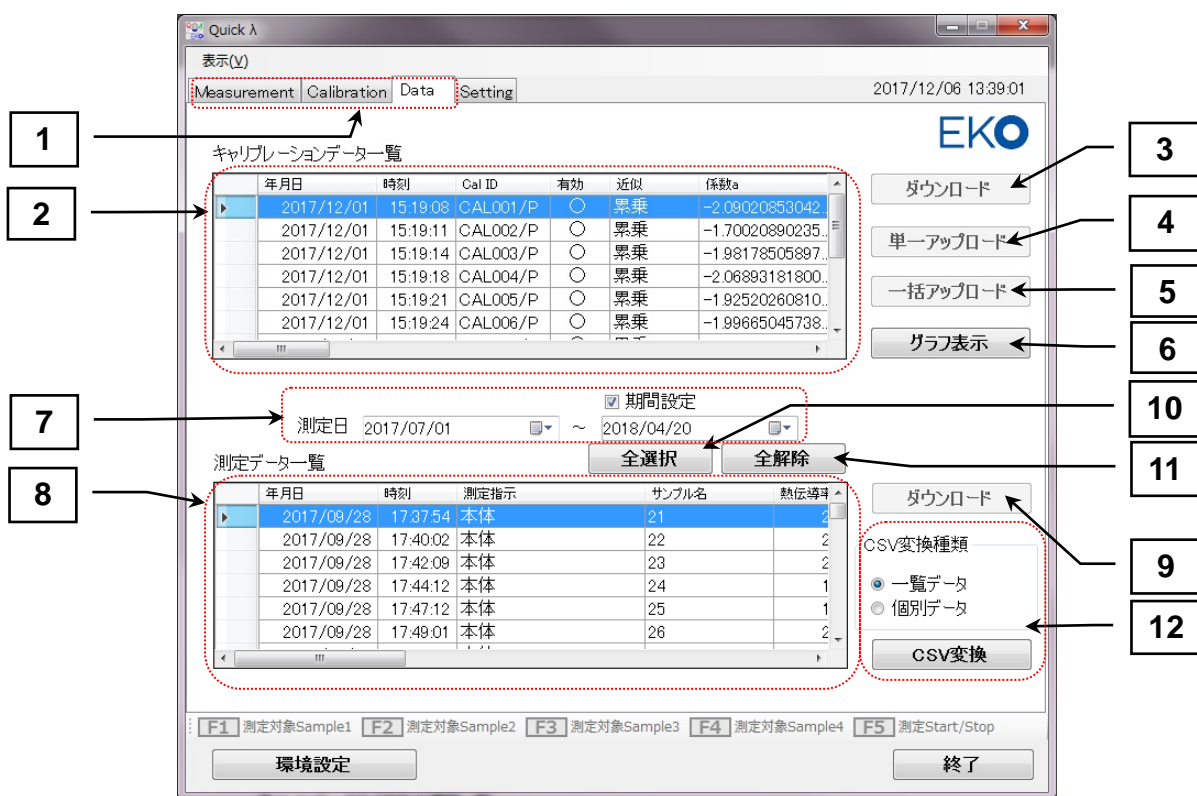 Quick λ
表示(V)
Measurement Calibration Data Setting 2017/12/06 13:39:01
EKO
1
キャリブレーションデータ一覧
3
年月日 時刻 Cal ID 有効 近似 係数a
ダウンロード
2
2017/12/01 15:19:08 CAL001/P ○ 累乗 -2.09020853042...
2017/12/01 15:19:11 CAL002/P ○ 累乗 -1.70020890235...
4
単一アップロード
2017/12/01 15:19:14 CAL003/P ○ 累乗 -1.98178505897...
2017/12/01 15:19:18 CAL004/P ○ 累乗 -2.06893181800...
5
一括アップロード
2017/12/01 15:19:21 CAL005/P ○ 累乗 -1.92520260810...
2017/12/01 15:19:24 CAL006/P ○ 累乗 -1.99665045738...
6
グラフ表示
7
期間設定
10
測定日 2017/07/01 ～ 2018/04/20
測定データ一覧 全選択 全解除
11
8
年月日 時刻 測定指示 サンプル名 熱伝導率
ダウンロード
2017/09/28 17:37:54 本体 21 2
2017/09/28 17:40:02 本体 22 2
2017/09/28 17:42:09 本体 23 2
2017/09/28 17:44:12 本体 24 1
2017/09/28 17:47:12 本体 25 1
2017/09/28 17:49:01 本体 26 2
9
CSV変換種類
一覧データ
個別データ
12
CSV変換
F1 測定対象Sample1 F2 測定対象Sample2 F3 測定対象Sample3 F4 測定対象Sample4 F5 測定Start/Stop
環境設定 終了